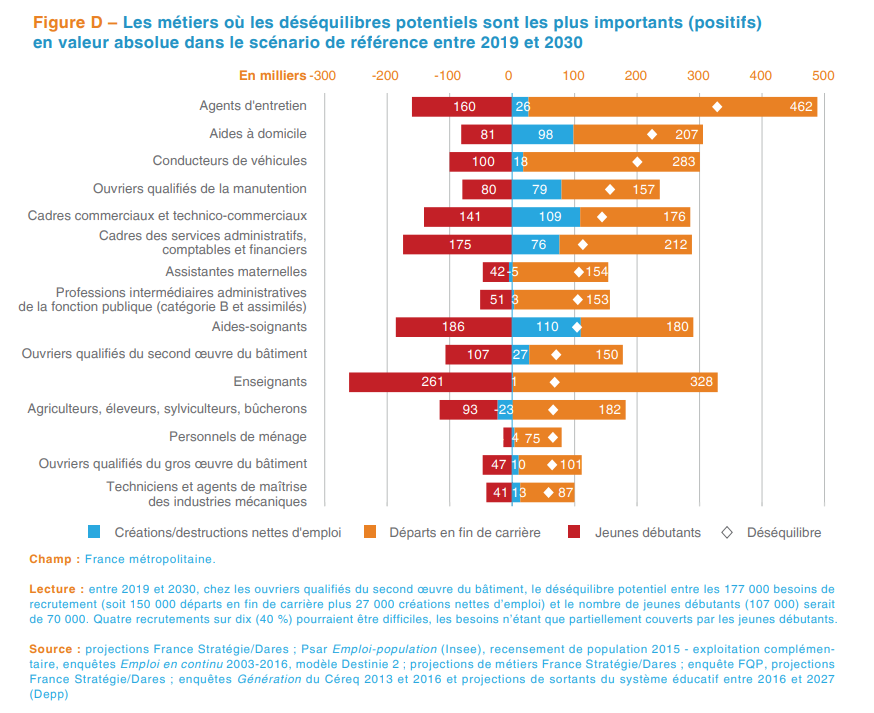 Figure D – Les métiers où les déséquilibres potentiels sont les plus importants (positifs)
en valeur absolue dans le scénario de référence entre 2019 et 2030
En milliers -300 -200 -100 0 100 200 300 400 500
Agents d'entretien 160 26 462
Aides à domicile 81 98 207
Conducteurs de véhicules 100 18 283
Ouvriers qualifiés de la manutention 80 79 157
Cadres commerciaux et technico-commerciaux 141 109 176
Cadres des services administratifs,
comptables et financiers 175 76 212
Assistantes maternelles 42 -5 154
Professions intermédiaires administratives
de la fonction publique (catégorie B et assimilés) 51 3 153
Aides-soignants 186 110 180
Ouvriers qualifiés du second œuvre du bâtiment 107 27 150
Enseignants 261 1 328
Agriculteurs, éleveurs, sylviculteurs, bûcherons 93 -23 182
Personnels de ménage 4 75
Ouvriers qualifiés du gros œuvre du bâtiment 47 10 101
Techniciens et agents de maîtrise
des industries mécaniques 41 13 87
Créations/destructions nettes d'emploi Départs en fin de carrière Jeunes débutants Déséquilibre
Champ : France métropolitaine.
Lecture : entre 2019 et 2030, chez les ouvriers qualifiés du second œuvre du bâtiment, le déséquilibre potentiel entre les 177 000 besoins de
recrutement (soit 150 000 départs en fin de carrière plus 27 000 créations nettes d'emploi) et le nombre de jeunes débutants (107 000) serait
de 70 000. Quatre recrutements sur dix (40 %) pourraient être difficiles, les besoins n'étant que partiellement couverts par les jeunes débutants.
Source : projections France Stratégie/Dares ; Psar Emploi-population (Insee), recensement de population 2015 - exploitation complémen-
taire, enquêtes Emploi en continu 2003-2016, modèle Destinie 2 ; projections de métiers France Stratégie/Dares ; enquête FQP, projections
France Stratégie/Dares ; enquêtes Génération du Céreq 2013 et 2016 et projections de sortants du système éducatif entre 2016 et 2027
(Depp)